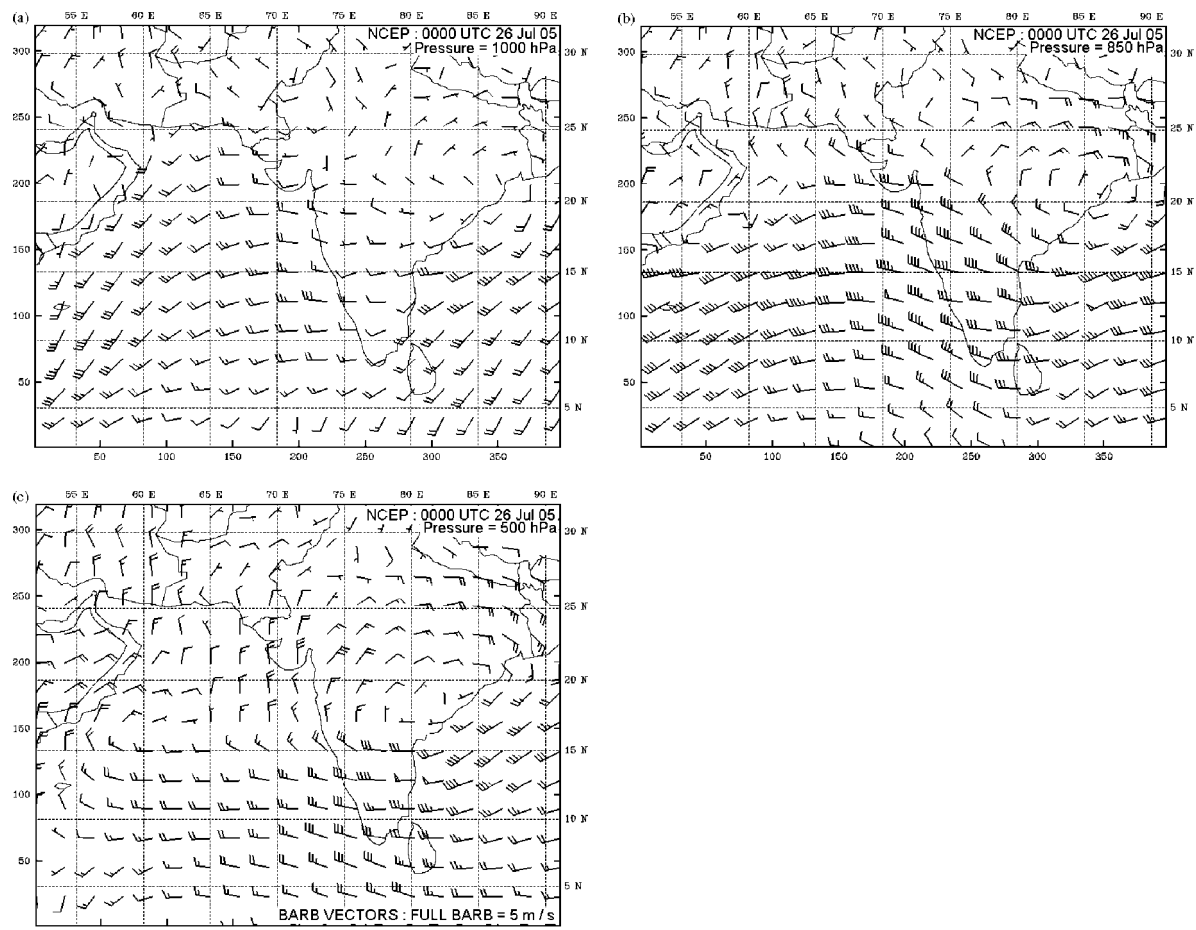 (a)
55 E 60 E 65 E 70 E 75 E 80 E 85 E 90 E
NCEP : 0000 UTC 26 Jul 05
Pressure = 1000 hPa
300
250
200
150
100
50
30 N
25 N
20 N
15 N
10 N
5 N
50 100 150 200 250 300 350
(b)
55 E 60 E 65 E 70 E 75 E 80 E 85 E 90 E
NCEP : 0000 UTC 26 Jul 05
Pressure = 850 hPa
300
250
200
150
100
50
30 N
25 N
20 N
15 N
10 N
5 N
50 100 150 200 250 300 350
(c)
55 E 60 E 65 E 70 E 75 E 80 E 85 E 90 E
NCEP : 0000 UTC 26 Jul 05
Pressure = 500 hPa
300
250
200
150
100
50
30 N
25 N
20 N
15 N
10 N
5 N
BARB VECTORS : FULL BARB = 5 m / s